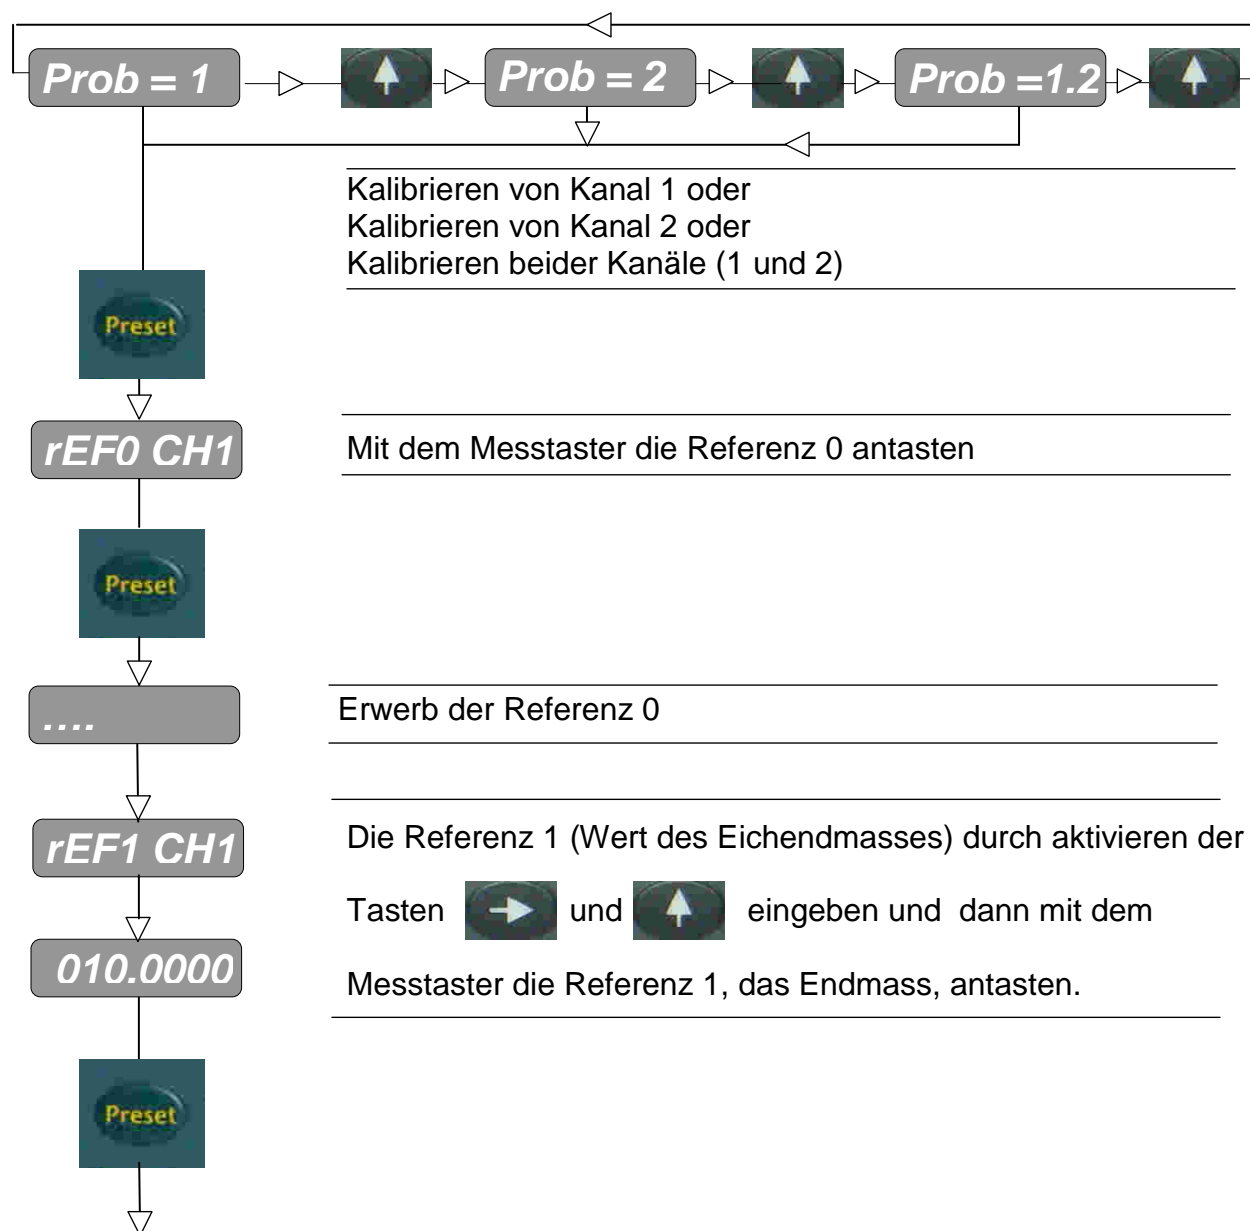 Prob = 1 Prob = 2 Prob =1.2
Kalibrieren von Kanal 1 oder
Kalibrieren von Kanal 2 oder
Kalibrieren beider Kanäle (1 und 2)
Preset
rEF0 CH1
Mit dem Messtaster die Referenz 0 antasten
Preset
....
Erwerb der Referenz 0
rEF1 CH1
Die Referenz 1 (Wert des Eichendmasses) durch aktivieren der
Tasten und eingeben und dann mit dem
010.0000
Messtaster die Referenz 1, das Endmass, antasten.
Preset